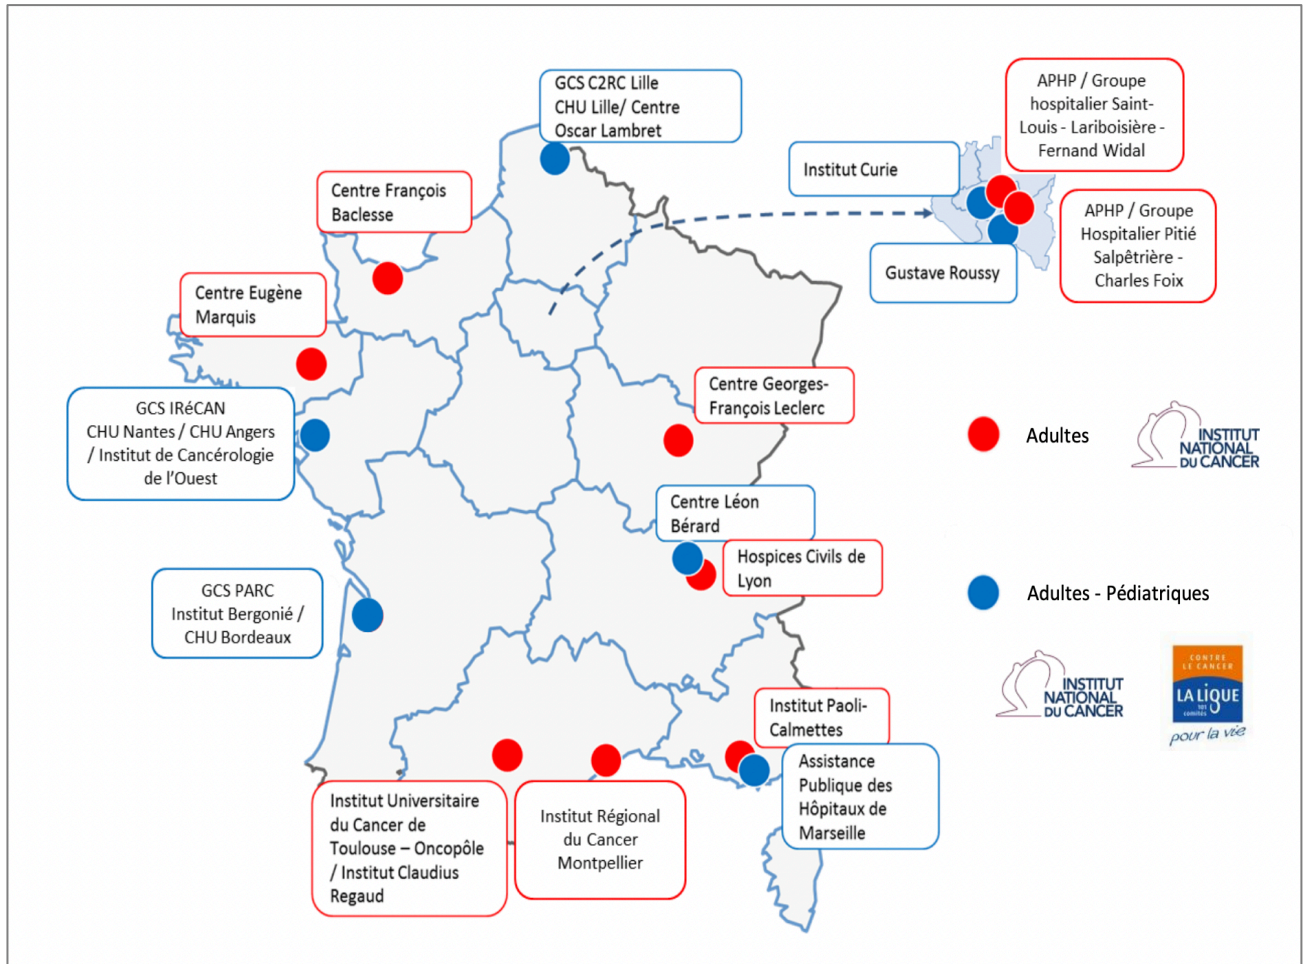 GCS C2RC Lille
CHU Lille/ Centre
Oscar Lambret
APHP / Groupe
hospitalier Saint-
Louis - Lariboisière -
Fernand Widal
Institut Curie
Centre François
Baclesse
APHP / Groupe
Hospitalier Pitié
Salpêtrière -
Charles Foix
Gustave Roussy
Centre Eugène
Marquis
Centre Georges-
François Leclerc
GCS IRéCAN
CHU Nantes / CHU Angers
/ Institut de Cancérologie
de l’Ouest
Adultes
INSTITUT
NATIONAL
DU CANCER
Centre Léon
Bérard
Hospices Civils de
Lyon
GCS PARC
Institut Bergonié /
CHU Bordeaux
Adultes - Pédiatriques
INSTITUT
NATIONAL
DU CANCER
CONTRE
LE CANCER
LA LIGUE
101
comités
pour la vie
Institut Paoli-
Calmettes
Assistance
Publique des
Hôpitaux de
Marseille
Institut Universitaire
du Cancer de
Toulouse – Oncopôle
/ Institut Claudius
Regaud
Institut Régional
du Cancer
Montpellier